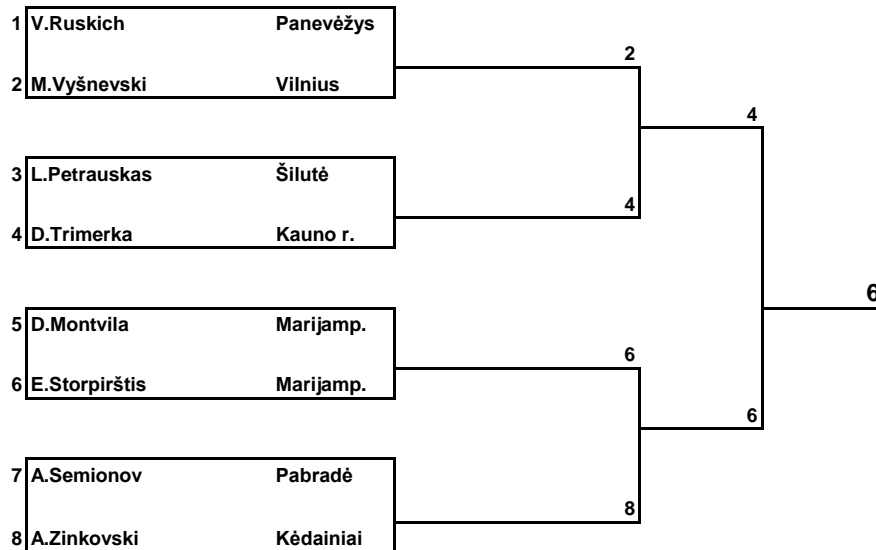 1 V.Ruskich Panevėžys
2
2 M.Vyšnevski Vilnius
4
3 L.Petrauskas Šilutė
4
4 D.Trimerka Kauno r.
6
5 D.Montvila Marijamp.
6
6 E.Storpirštis Marijamp.
6
7 A.Semionov Pabradė
8
8 A.Zinkovski Kėdainiai